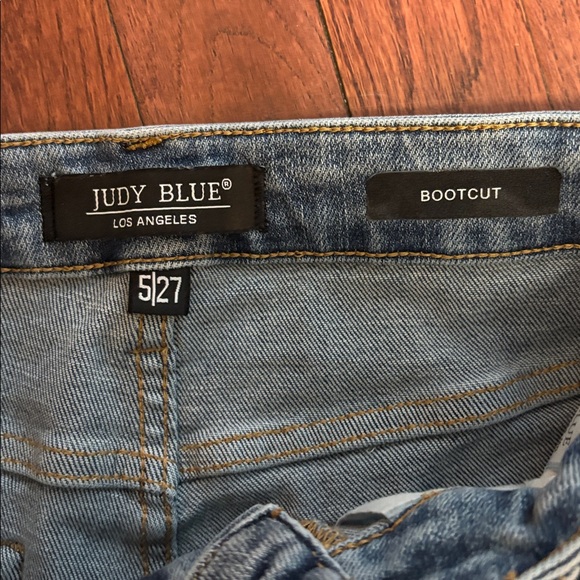 JUDY BLUE®
LOS ANGELES
BOOTCUT
5|27